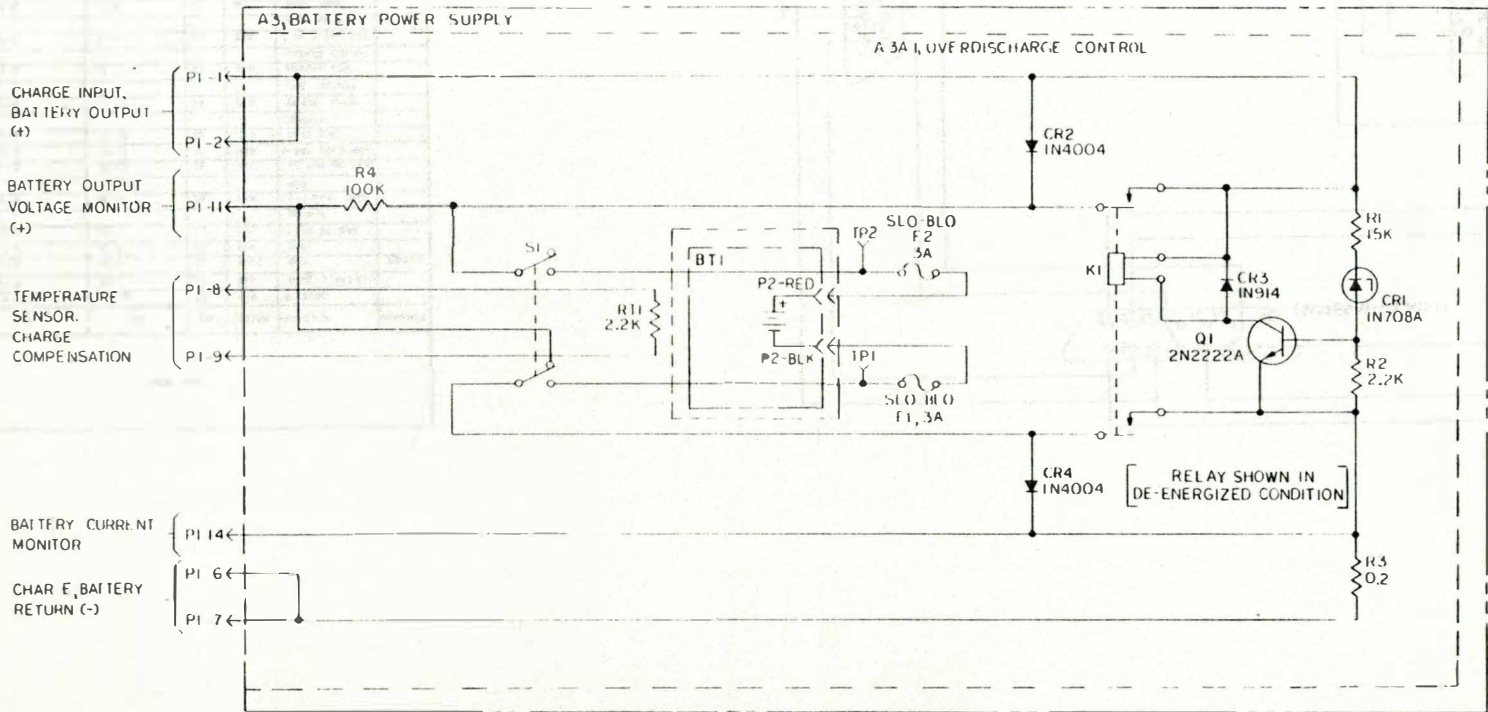 A3, BATTERY POWER SUPPLY
A3A1, OVERDISCHARGE CONTROL
CHARGE INPUT,
BATTERY OUTPUT
(+)
P1-1
P1-2
BATTERY OUTPUT
VOLTAGE MONITOR
(+)
P1-11
R4
100K
TEMPERATURE
SENSOR.
CHARGE
COMPENSATION
P1-8
P1-9
S1
RT1
2.2K
BT1
P2-RED
+
P2-BLK
TP2
TP1
SLO-BLO
F2
3A
SLO-BLO
F1, 3A
CR2
1N4004
K1
CR3
1N914
Q1
2N2222A
R1
15K
CR1
1N708A
R2
2.2K
CR4
1N4004
RELAY SHOWN IN
DE-ENERGIZED CONDITION
BATTERY CURRENT
MONITOR
P1 14
CHAR E, BATTERY
RETURN (-)
P1 6
P1 7
R3
0.2